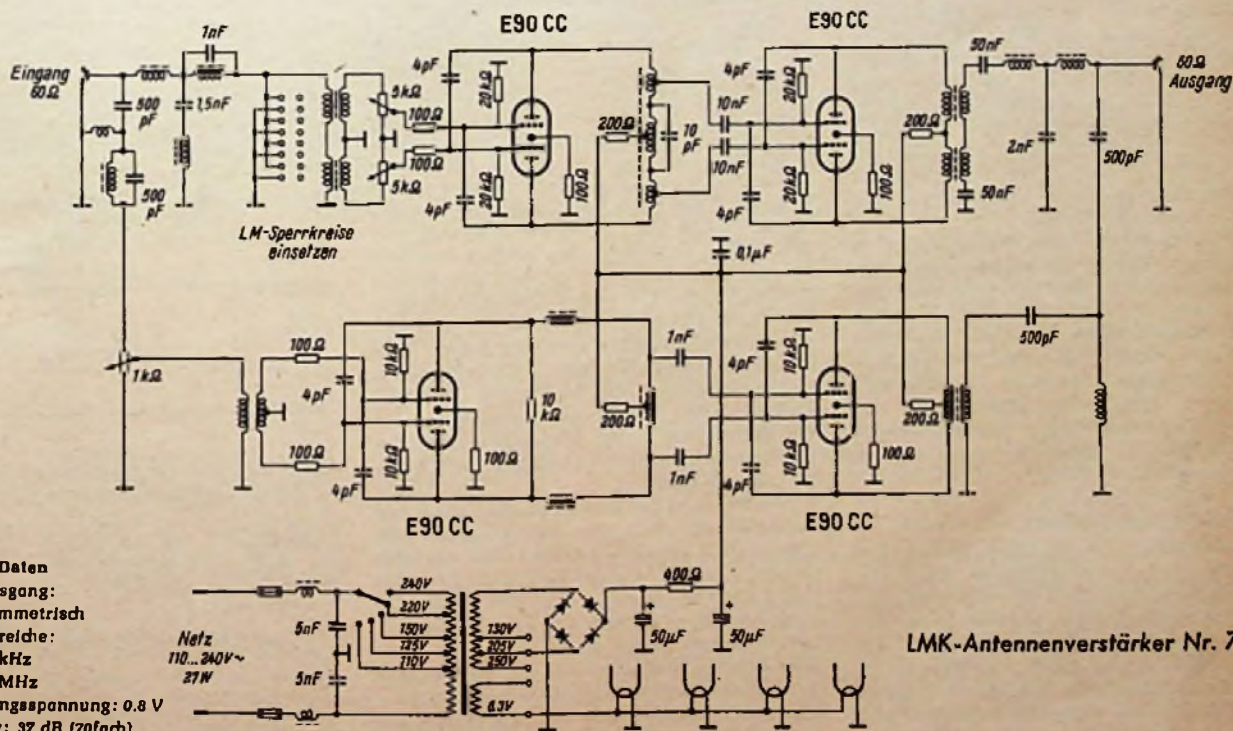 E90 CC
E90 CC
1nF
Eingang
60Ω
500
pF
1,5nF
500
pF
LM-Sperrkreise
einsetzen
5kΩ
5kΩ
100Ω
100Ω
4pF
4pF
20kΩ
20kΩ
100Ω
200Ω
10
pF
10nF
10nF
4pF
4pF
20kΩ
20kΩ
100Ω
200Ω
50nF
50nF
2nF
500pF
60Ω
Ausgang
0,1µF
1kΩ
100Ω
100Ω
4pF
4pF
10kΩ
10kΩ
100Ω
10
kΩ
200Ω
1nF
1nF
4pF
4pF
10kΩ
10kΩ
100Ω
200Ω
500pF
E90 CC
E90 CC
Daten
sgang:
mmetrisch
reiche:
kHz
MHz
ngsspannung: 0.8 V
: 37 dB (70fach)
Netz
110...240V~
27W
5nF
5nF
240V
220V
150V
125V
110V
130V
205V
250V
6,3V
400Ω
50µF
50µF
LMK-Antennenverstärker Nr. 7